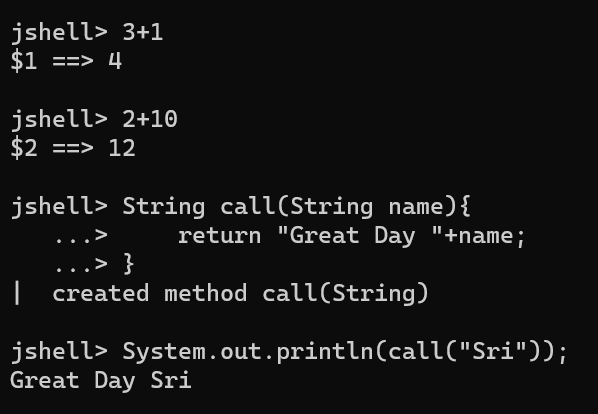 jshell> 3+1
$1 ==> 4
jshell> 2+10
$2 ==> 12
jshell> String call(String name){
   ...>     return "Great Day "+name;
   ...> }
|  created method call(String)
jshell> System.out.println(call("Sri"));
Great Day Sri